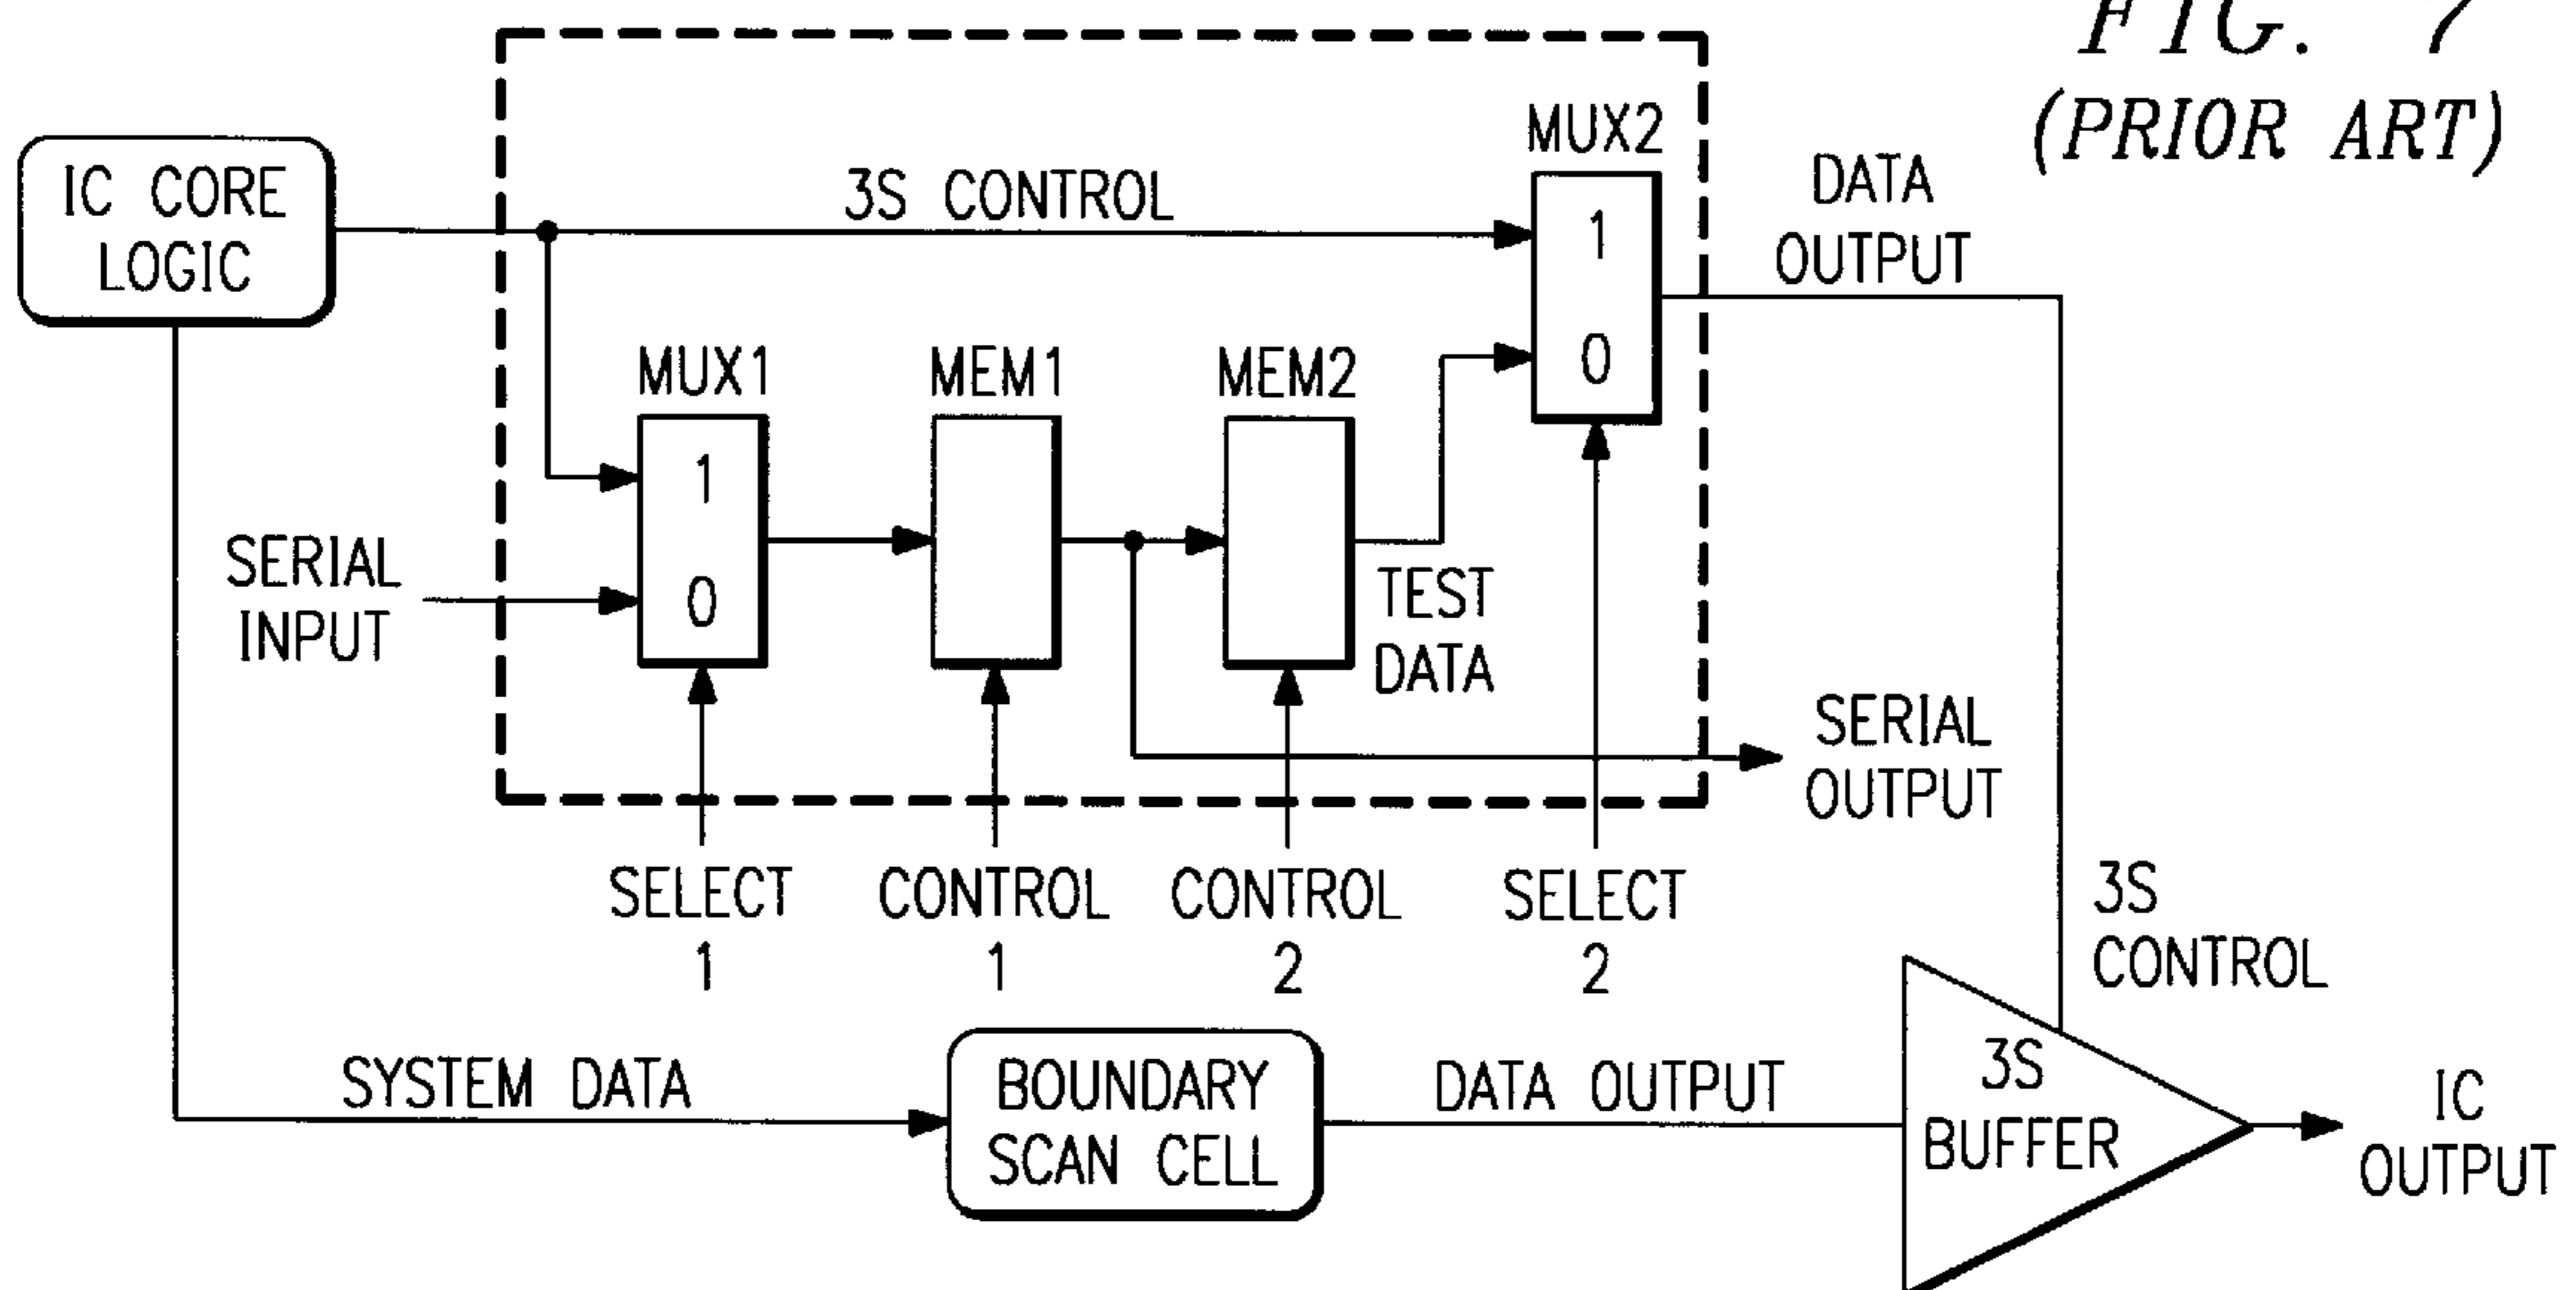 FIG. 7
(PRIOR ART)
MUX2
DATA
OUTPUT
IC CORE
LOGIC
3S CONTROL
1
0
MUX1
MEM1
MEM2
1
0
SERIAL
INPUT
TEST
DATA
SERIAL
OUTPUT
SELECT
1
CONTROL
1
CONTROL
2
SELECT
2
3S
CONTROL
SYSTEM DATA
BOUNDARY
SCAN CELL
DATA OUTPUT
3S
BUFFER
IC
OUTPUT